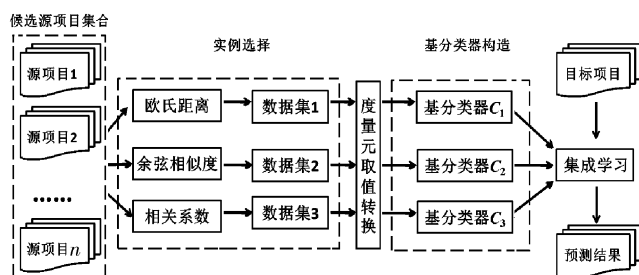 候选源项目集合
实例选择
基分类器构造
源项目1
源项目2
......
源项目n
欧氏距离
数据集1
余弦相似度
数据集2
相关系数
数据集3
度量元取值转换
基分类器C1
基分类器C2
基分类器C3
目标项目
集成学习
预测结果